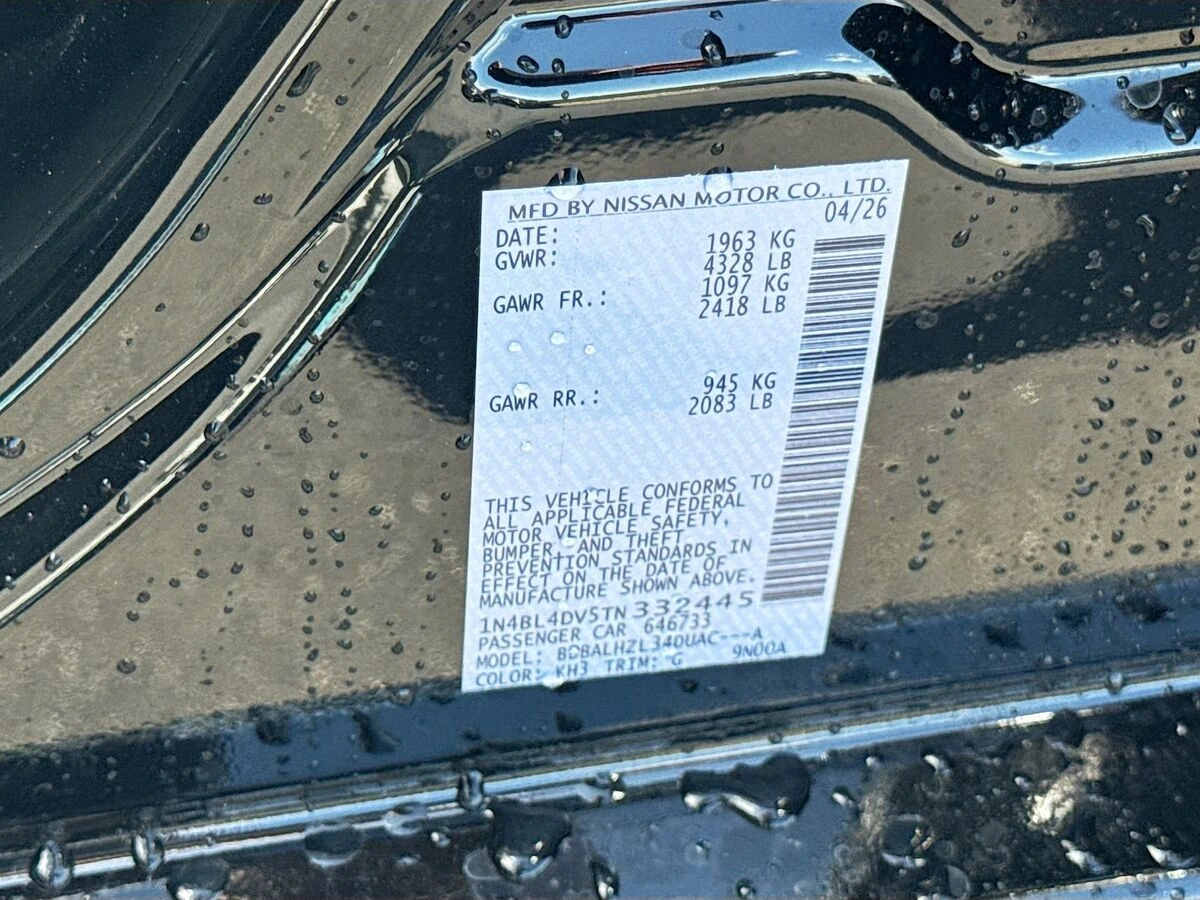 MFD BY NISSAN MOTOR CO., LTD.
DATE: 04/26
GVWR: 1963 KG
4328 LB
GAWR FR.: 1097 KG
2418 LB
GAWR RR.: 945 KG
2083 LB
THIS VEHICLE CONFORMS TO
ALL APPLICABLE FEDERAL
MOTOR VEHICLE SAFETY,
BUMPER, AND THEFT
PREVENTION STANDARDS IN
EFFECT ON THE DATE OF
MANUFACTURE SHOWN ABOVE.
1N4BL4DV5TN332445
PASSENGER CAR 646733
MODEL: BDBALHZL34DUAC---A
COLOR: KH3 TRIM: G 9N00A